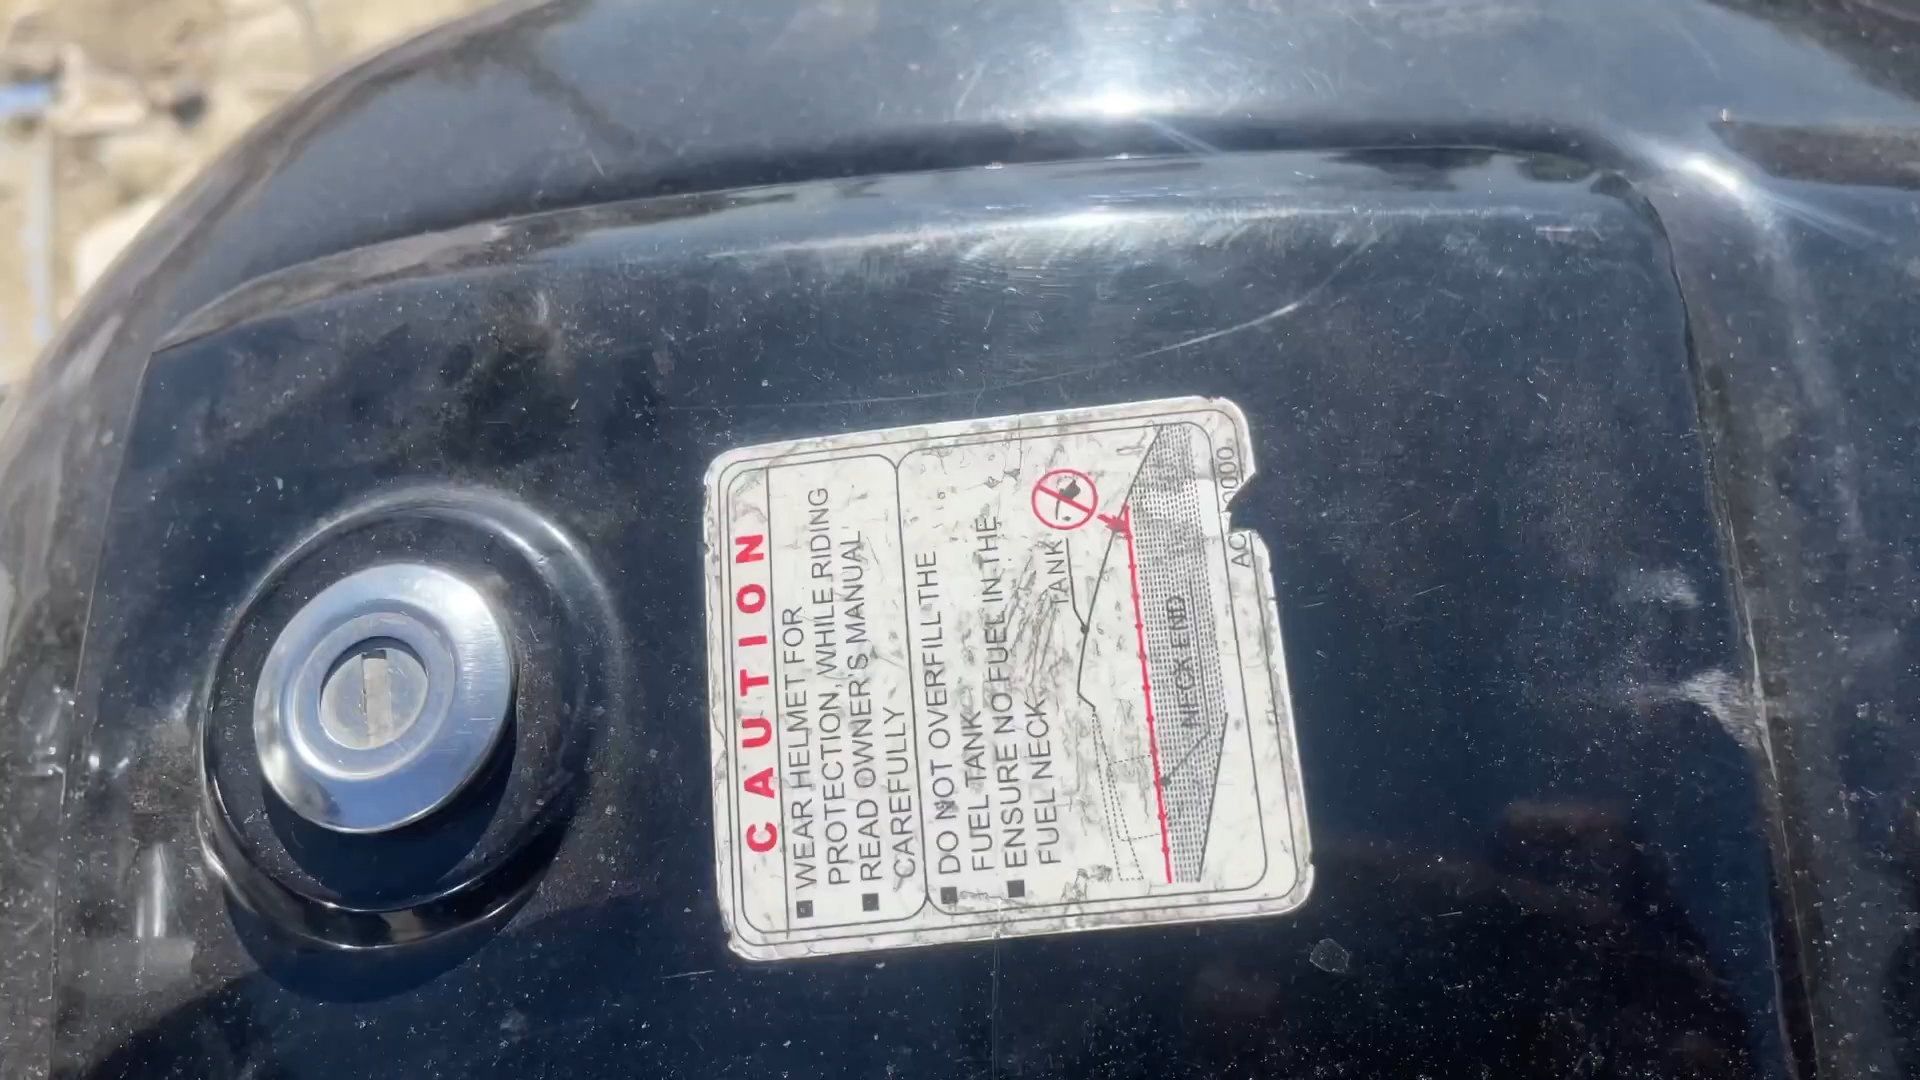 CAUTION
■ WEAR HELMET FOR
PROTECTION WHILE RIDING
■ READ OWNER'S MANUAL
CAREFULLY
■ DO NOT OVERFILL THE
FUEL TANK
■ ENSURE NO FUEL IN THE
FUEL NECK
TANK
NECK END